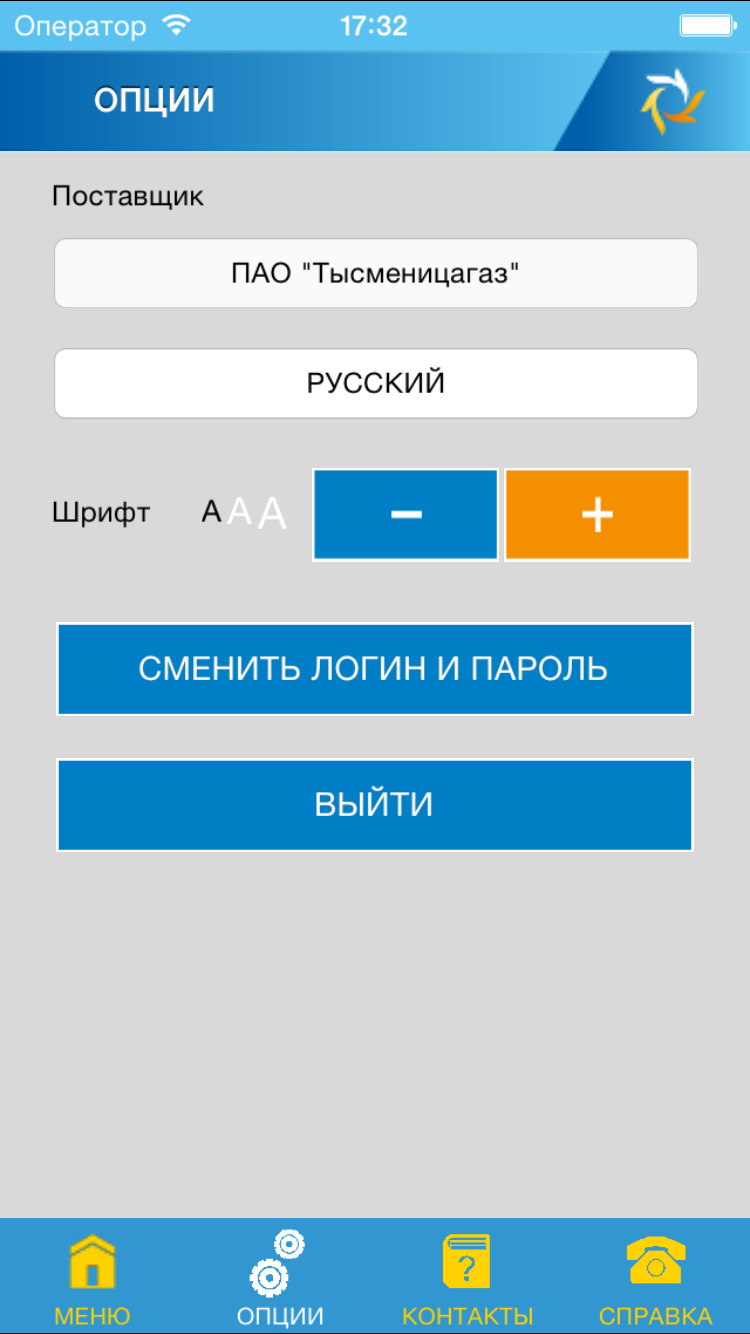 Оператор 17:32
ОПЦИИ
Поставщик
ПАО "Тысменицагаз"
РУССКИЙ
Шрифт А А А − +
СМЕНИТЬ ЛОГИН И ПАРОЛЬ
ВЫЙТИ
?
МЕНЮ ОПЦИИ КОНТАКТЫ СПРАВКА